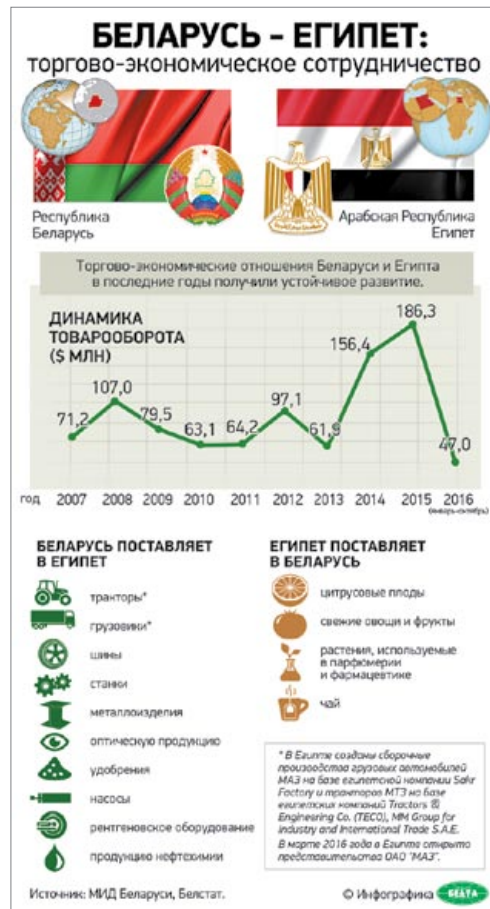 БЕЛАРУСЬ - ЕГИПЕТ:
торгово-экономическое сотрудничество
Республика
Беларусь
Арабская Республика
Египет
Торгово-экономические отношения Беларуси и Египта
в последние годы получили устойчивое развитие.
ДИНАМИКА
ТОВАРООБОРОТА
($ МЛН)
71,2
107,0
79,5
63,1
64,2
97,1
61,9
156,4
186,3
47,0
год 2007 2008 2009 2010 2011 2012 2013 2014 2015 2016
(январь-октябрь)
БЕЛАРУСЬ ПОСТАВЛЯЕТ
В ЕГИПЕТ
тракторы*
грузовики*
шины
станки
металлоизделия
оптическую продукцию
удобрения
насосы
рентгеновское оборудование
продукцию нефтехимии
ЕГИПЕТ ПОСТАВЛЯЕТ
В БЕЛАРУСЬ
цитрусовые плоды
свежие овощи и фрукты
растения, используемые
в парфюмерии
и фармацевтике
чай
* В Египте созданы сборочные
производства грузовых автомобилей
МАЗ на базе египетской компании Sakr
Factory и тракторов МТЗ на базе
египетских компаний Tractors &
Engineering Co. (TECO), MM Group for
Industry and International Trade S.A.E.
В марте 2016 года в Египте открыто
представительство ОАО "МАЗ".
Источник: МИД Беларуси, Белстат.
© Инфографика БЕЛТА